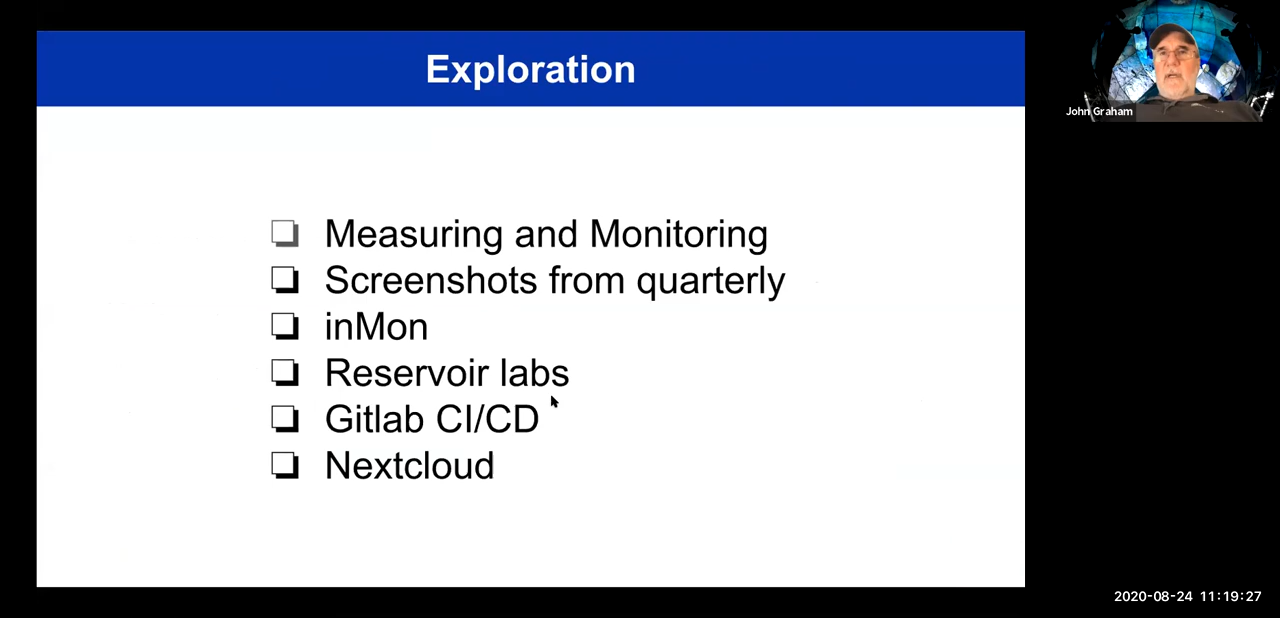 Exploration
John Graham
Measuring and Monitoring
Screenshots from quarterly
inMon
Reservoir labs
Gitlab CI/CD
Nextcloud
2020-08-24 11:19:27